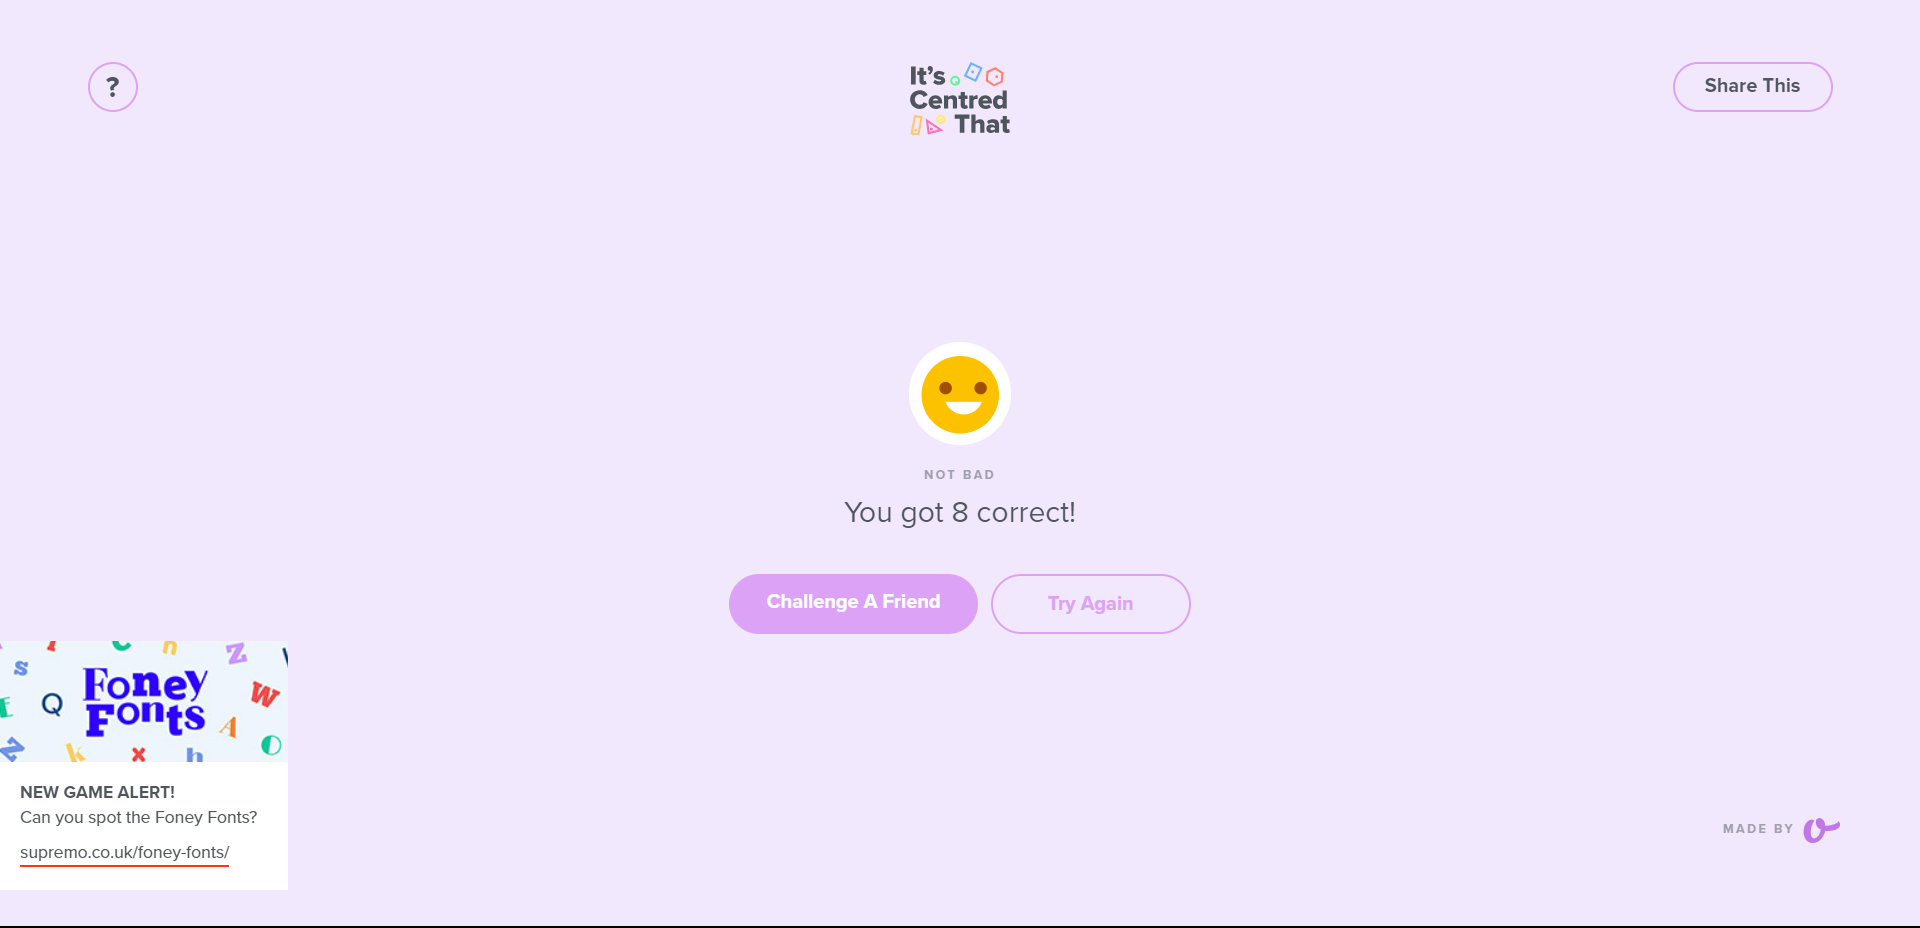 ?
It's
Centred
That
Share This
NOT BAD
You got 8 correct!
Challenge A Friend
Try Again
Foney
Fonts
s
Z
E
Q
W
A
Z
k
x
h
NEW GAME ALERT!
Can you spot the Foney Fonts?
supremo.co.uk/foney-fonts/
MADE BY